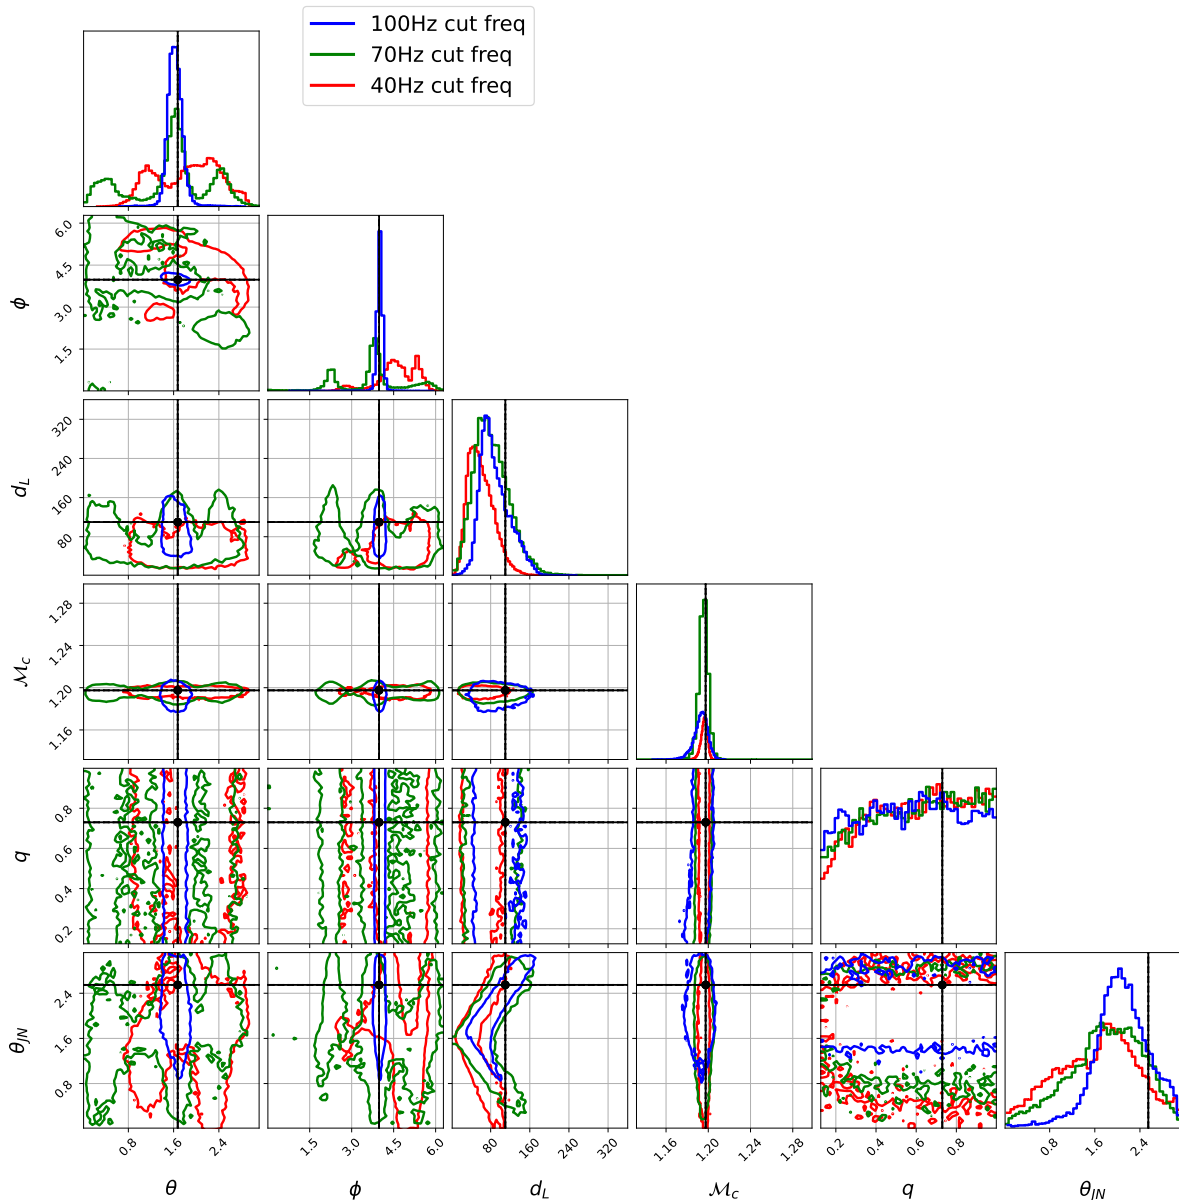 100Hz cut freq
70Hz cut freq
40Hz cut freq
6.0
4.5
3.0
1.5
ϕ
320
240
160
80
d_L
1.28
1.24
1.20
1.16
ℳ_c
0.8
0.6
0.4
0.2
q
2.4
1.6
0.8
θ_JN
0.8 1.6 2.4
1.5 3.0 4.5 6.0
80 160 240 320
1.16 1.20 1.24 1.28
0.2 0.4 0.6 0.8
0.8 1.6 2.4
θ ϕ d_L ℳ_c q θ_JN